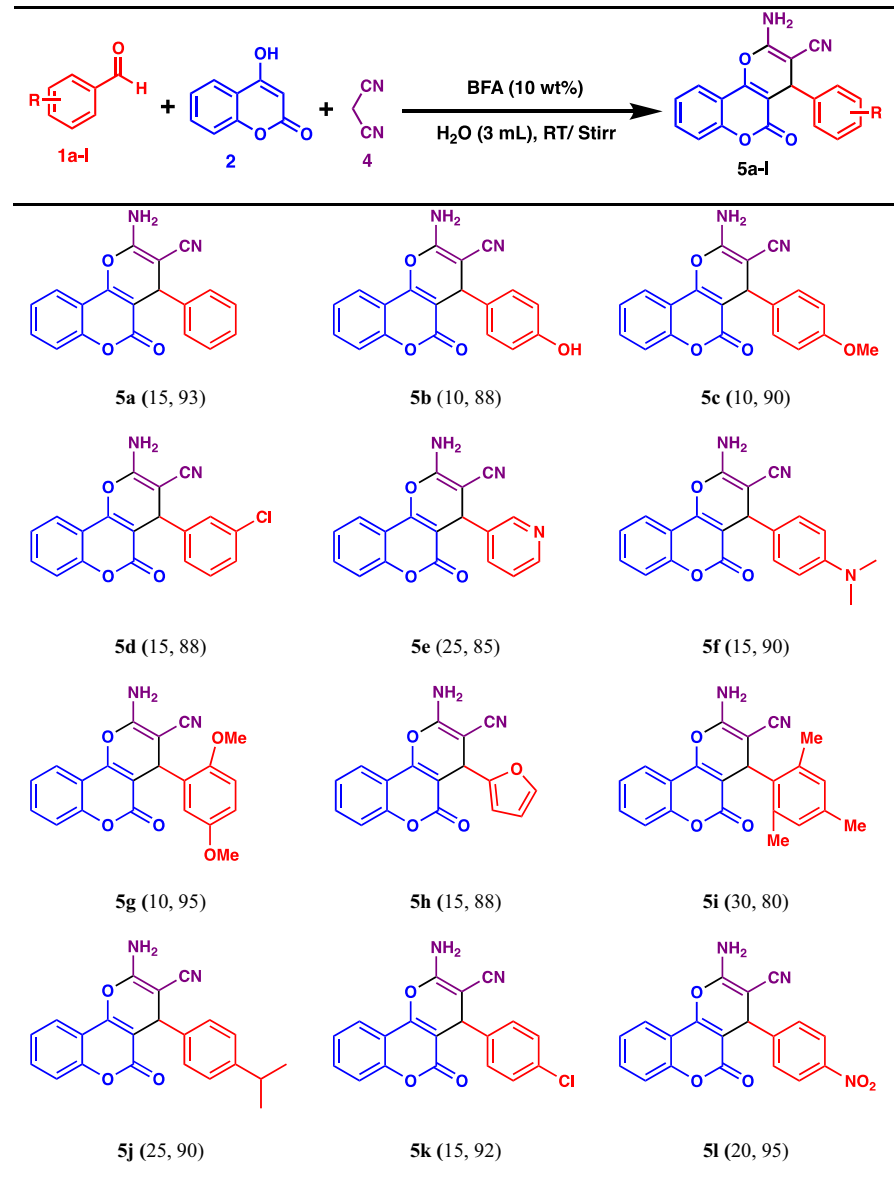 O
H
R
1a-l
+
OH
O
O
2
+
CN
CN
4
BFA (10 wt%)
H2O (3 mL), RT/ Stirr
NH2
O
CN
O
O
R
5a-l
NH2
O
CN
O
O
5a (15, 93)
NH2
O
CN
O
O
OH
5b (10, 88)
NH2
O
CN
O
O
OMe
5c (10, 90)
NH2
O
CN
Cl
O
O
5d (15, 88)
NH2
O
CN
N
O
O
5e (25, 85)
NH2
O
CN
O
O
N
5f (15, 90)
NH2
O
CN
OMe
O
O
OMe
5g (10, 95)
NH2
O
CN
O
O
O
5h (15, 88)
NH2
O
CN
Me
O
O
Me
Me
5i (30, 80)
NH2
O
CN
O
O
5j (25, 90)
NH2
O
CN
O
O
Cl
5k (15, 92)
NH2
O
CN
O
O
NO2
5l (20, 95)